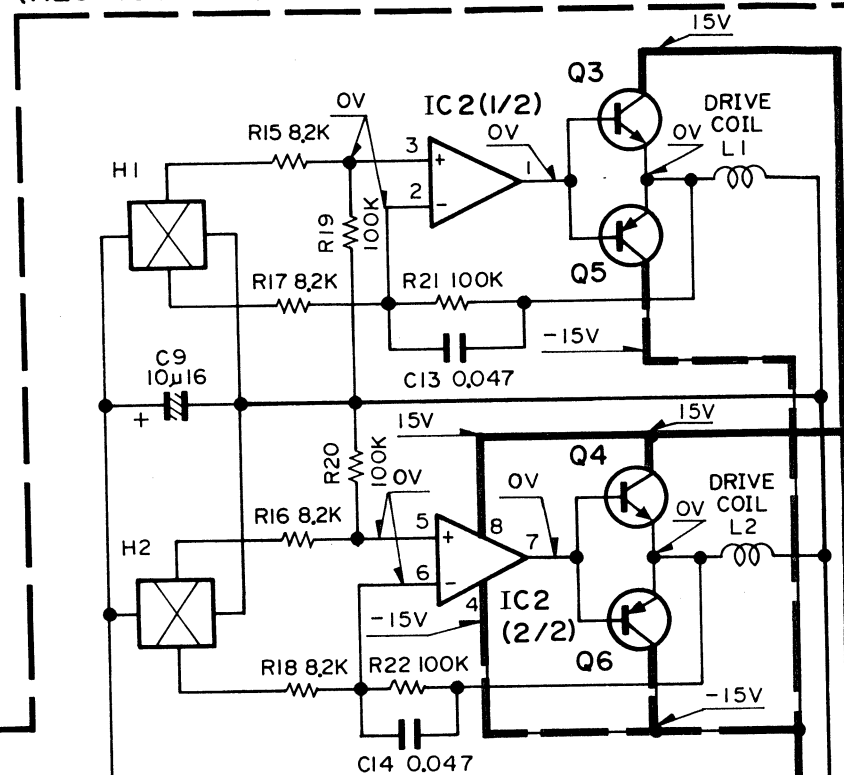 15V
Q3
0V
IC2(1/2)
DRIVE
COIL
L1
R15 8.2K
0V
0V
3
+
1
H1
2
−
R19
100K
Q5
R17 8.2K
R21 100K
−15V
C9
10μ16
+
C13 0.047
15V
15V
R20
100K
Q4
0V
0V
DRIVE
COIL
L2
0V
R16 8.2K
5
+
8
7
H2
6
−
4
IC2
(2/2)
−15V
Q6
R18 8.2K
R22 100K
−15V
C14 0.047